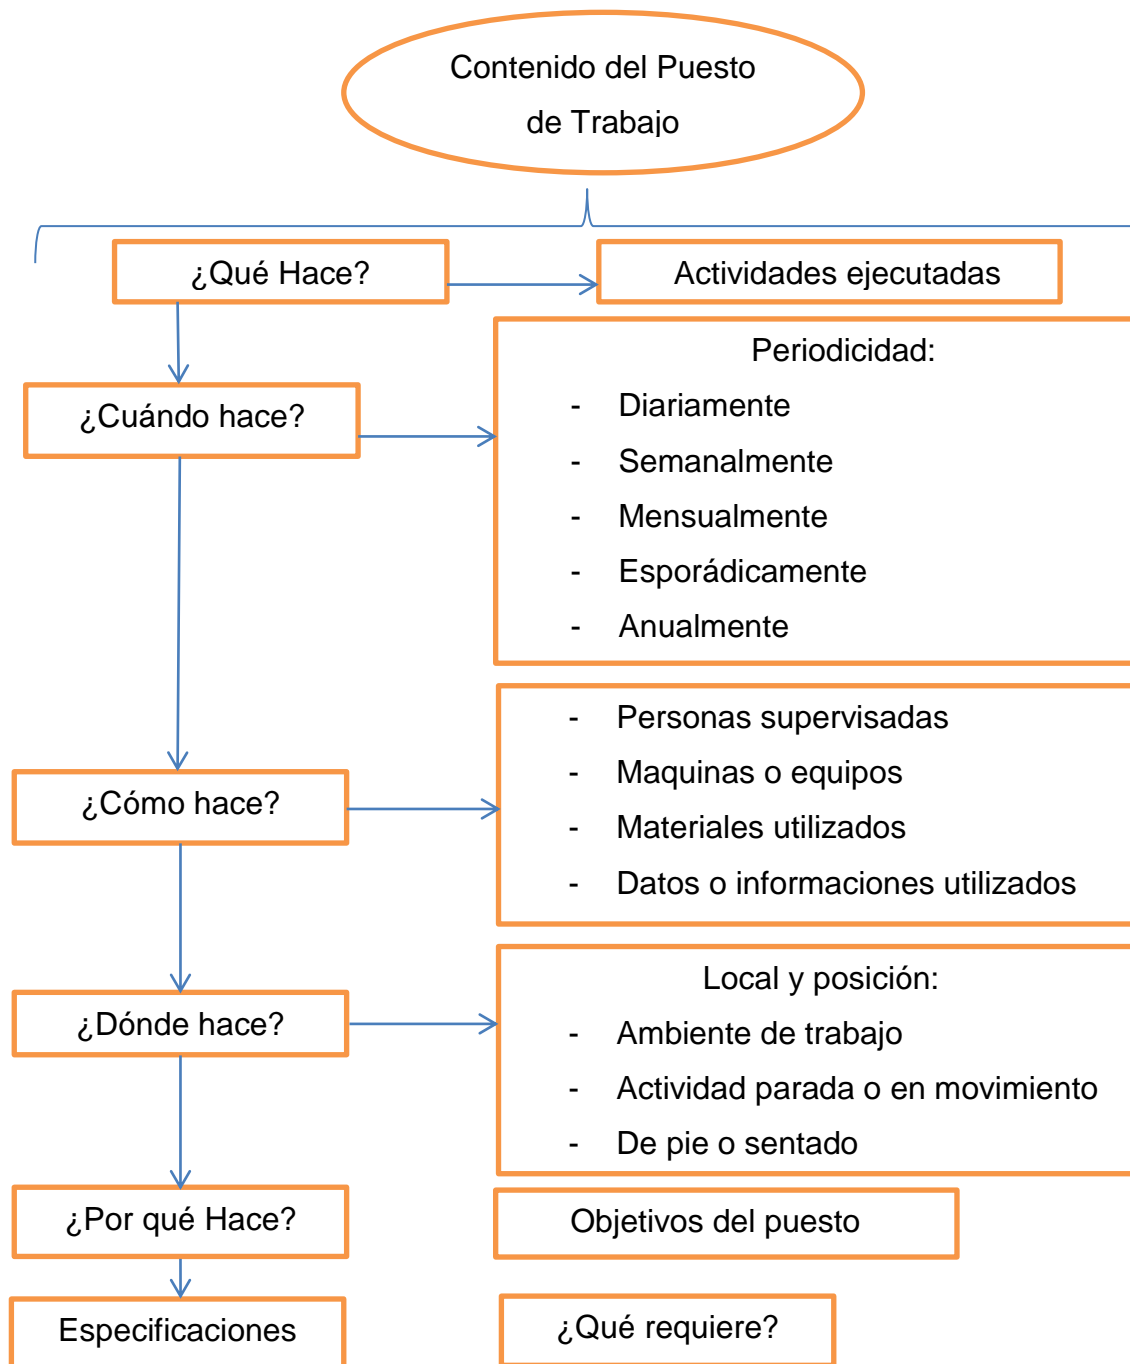 Contenido del Puesto
de Trabajo
¿Qué Hace?
Actividades ejecutadas
¿Cuándo hace?
Periodicidad:
- Diariamente
- Semanalmente
- Mensualmente
- Esporádicamente
- Anualmente
¿Cómo hace?
- Personas supervisadas
- Maquinas o equipos
- Materiales utilizados
- Datos o informaciones utilizados
¿Dónde hace?
Local y posición:
- Ambiente de trabajo
- Actividad parada o en movimiento
- De pie o sentado
¿Por qué Hace?
Objetivos del puesto
Especificaciones
¿Qué requiere?